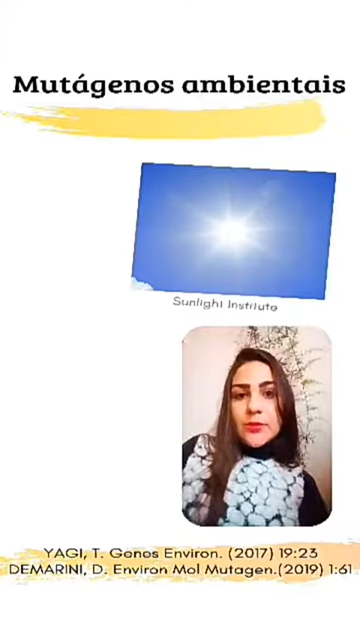 Mutágenos ambientais
Sunlight Institute
YAGI, T. Genes Environ. (2017) 19:23
DEMARINI, D. Environ Mol Mutagen.(2019) 1:61